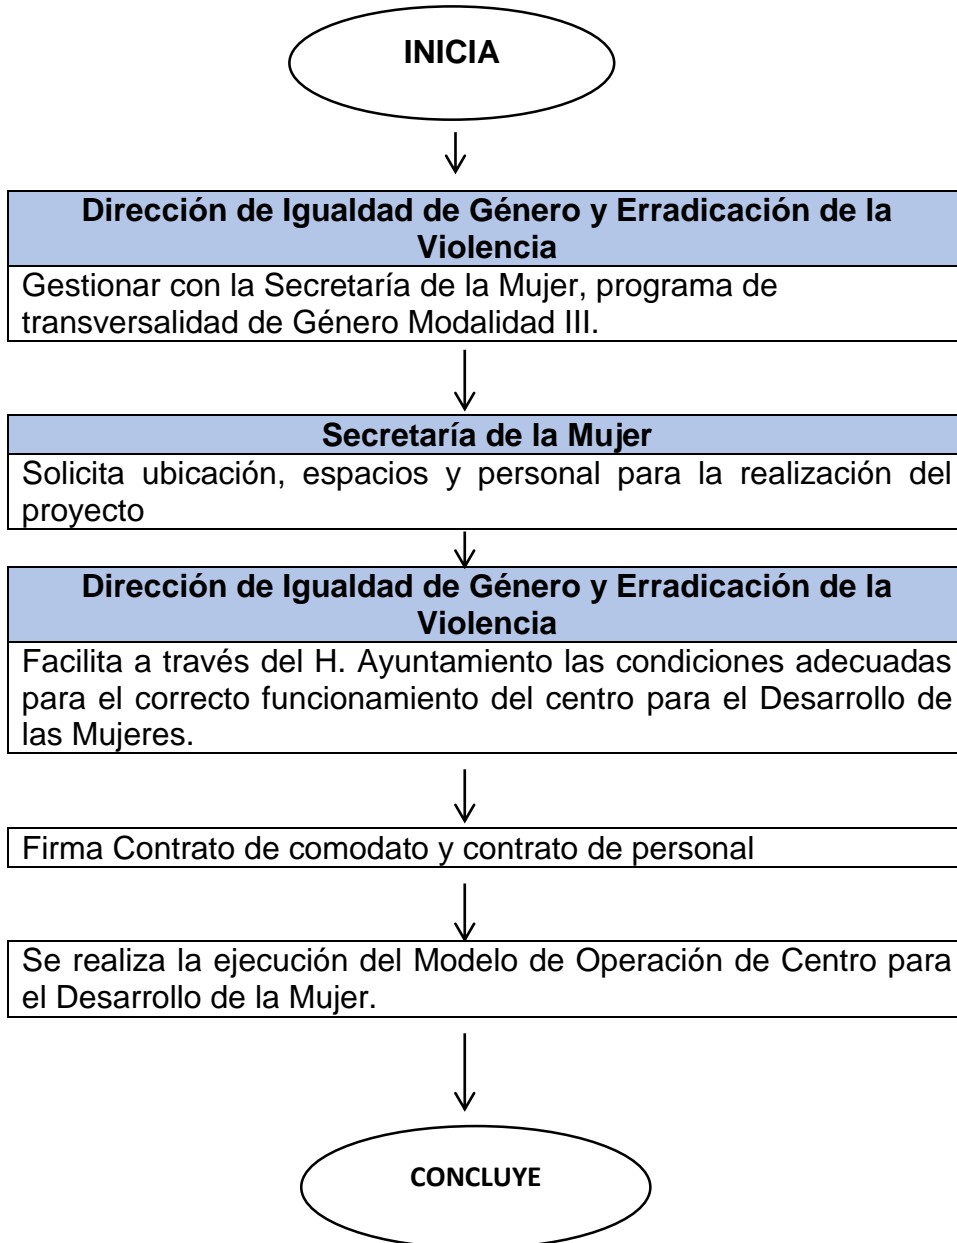 INICIA
Dirección de Igualdad de Género y Erradicación de la
Violencia
Gestionar con la Secretaría de la Mujer, programa de
transversalidad de Género Modalidad III.
Secretaría de la Mujer
Solicita ubicación, espacios y personal para la realización del
proyecto
Dirección de Igualdad de Género y Erradicación de la
Violencia
Facilita a través del H. Ayuntamiento las condiciones adecuadas
para el correcto funcionamiento del centro para el Desarrollo de
las Mujeres.
Firma Contrato de comodato y contrato de personal
Se realiza la ejecución del Modelo de Operación de Centro para
el Desarrollo de la Mujer.
CONCLUYE